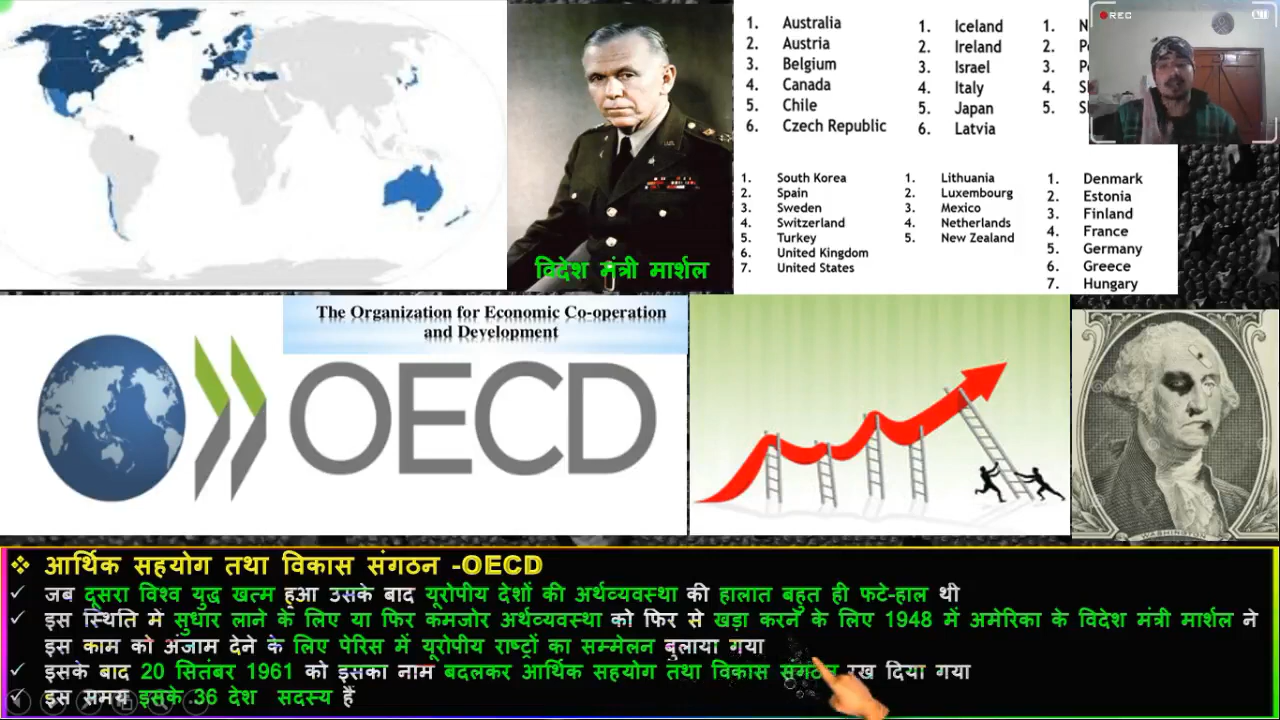 1. Australia
2. Austria
3. Belgium
4. Canada
5. Chile
6. Czech Republic
1. Iceland
2. Ireland
3. Israel
4. Italy
5. Japan
6. Latvia
1.
2.
3.
4.
5.
REC
1. South Korea
2. Spain
3. Sweden
4. Switzerland
5. Turkey
6. United Kingdom
7. United States
1. Lithuania
2. Luxembourg
3. Mexico
4. Netherlands
5. New Zealand
1. Denmark
2. Estonia
3. Finland
4. France
5. Germany
6. Greece
7. Hungary
विदेश मंत्री मार्शल
The Organization for Economic Co-operation
and Development
OECD
WASHINGTON
❖ आर्थिक सहयोग तथा विकास संगठन -OECD
✓ जब दूसरा विश्व युद्ध खत्म हुआ उसके बाद यूरोपीय देशों की अर्थव्यवस्था की हालात बहुत ही फटे-हाल थी
✓ इस स्थिति में सुधार लाने के लिए या फिर कमजोर अर्थव्यवस्था को फिर से खड़ा करने के लिए 1948 में अमेरिका के विदेश मंत्री मार्शल ने
इस काम को अंजाम देने के लिए पेरिस में यूरोपीय राष्ट्रों का सम्मेलन बुलाया गया
✓ इसके बाद 20 सितंबर 1961 को इसका नाम बदलकर आर्थिक सहयोग तथा विकास संगठन रख दिया गया
✓ इस समय इसके 36 देश सदस्य हैं